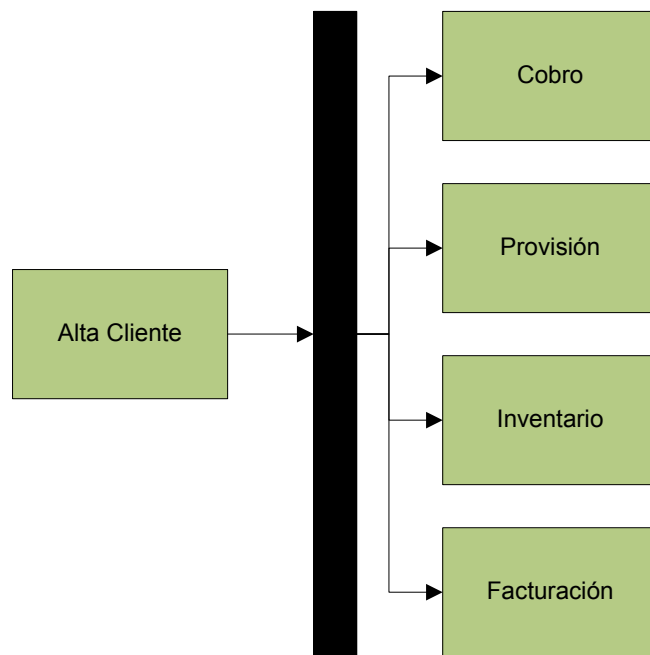 Cobro
Provisión
Alta Cliente
Inventario
Facturación